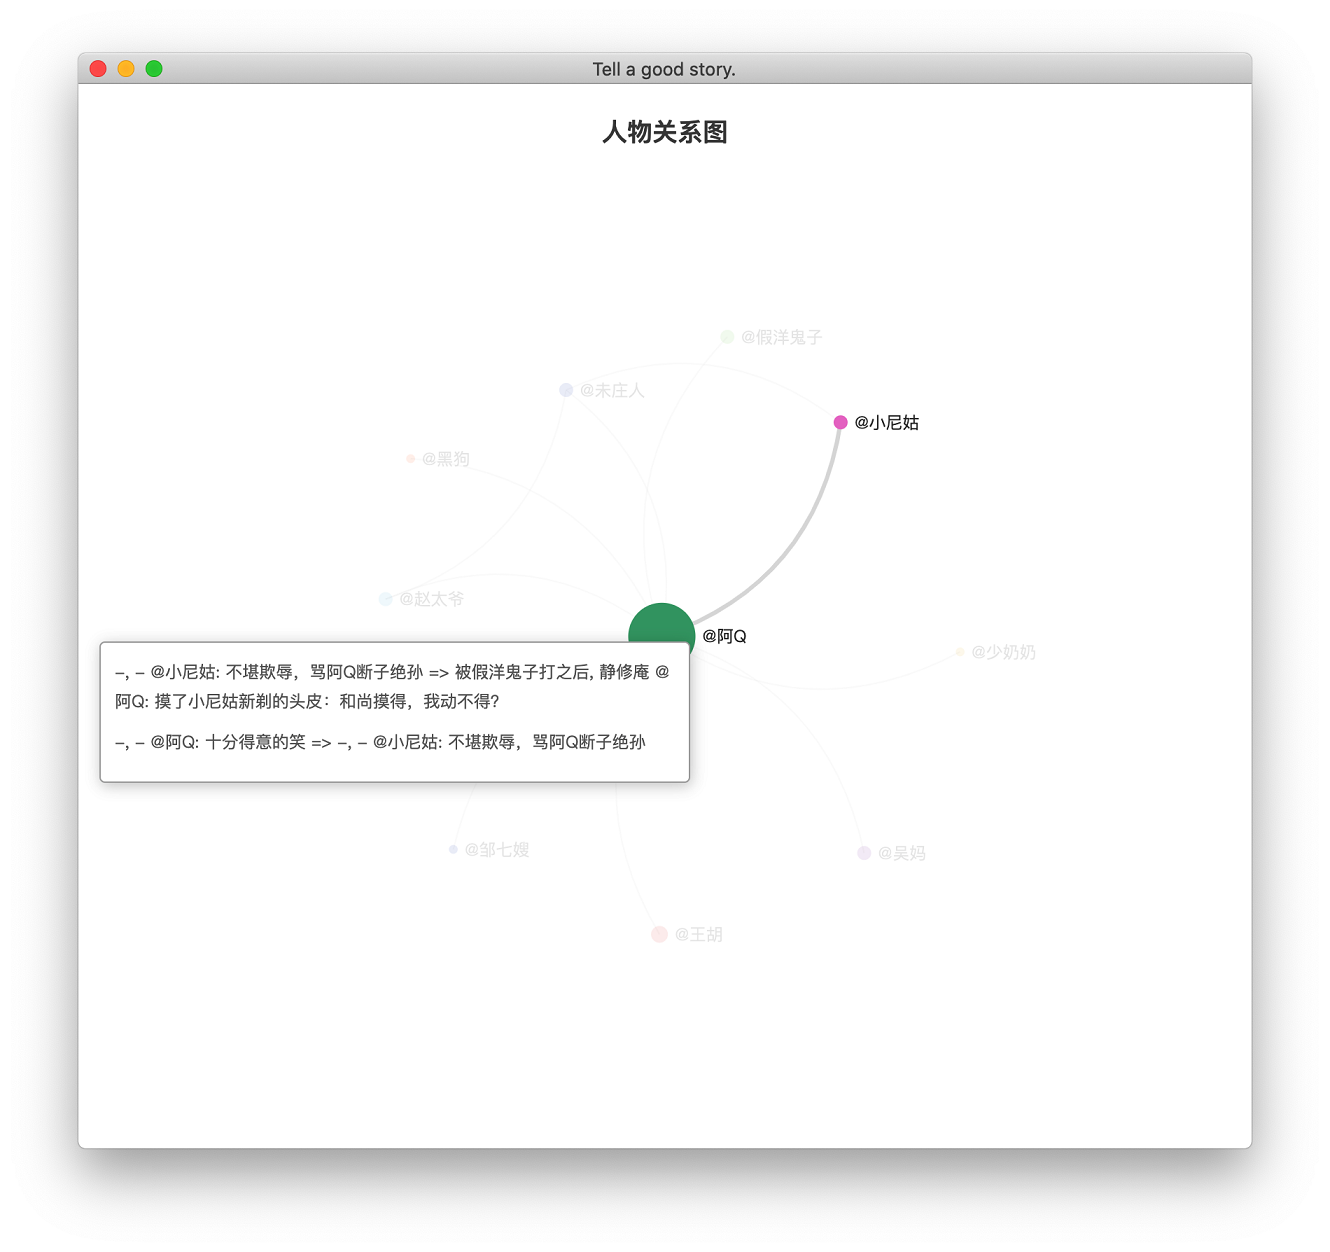 Tell a good story.
人物关系图
@假洋鬼子
@未庄人
@小尼姑
@黑狗
@赵太爷
@阿Q
@少奶奶
–, – @小尼姑: 不堪欺辱，骂阿Q断子绝孙 => 被假洋鬼子打之后, 静修庵 @
阿Q: 摸了小尼姑新剃的头皮：和尚摸得，我动不得?
–, – @阿Q: 十分得意的笑 => –, – @小尼姑: 不堪欺辱，骂阿Q断子绝孙
@邹七嫂
@吴妈
@王胡